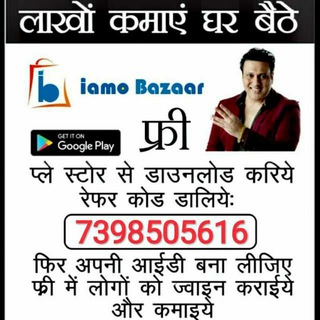 लाखों कमाएं घर बैठे
b iamo Bazaar
GET IT ON
Google Play
फ्री
प्ले स्टोर से डाउनलोड करिये
रेफर कोड डालिये:
7398505616
फिर अपनी आईडी बना लीजिए
फ्री में लोगों को ज्वाइन कराईये
और कमाइये